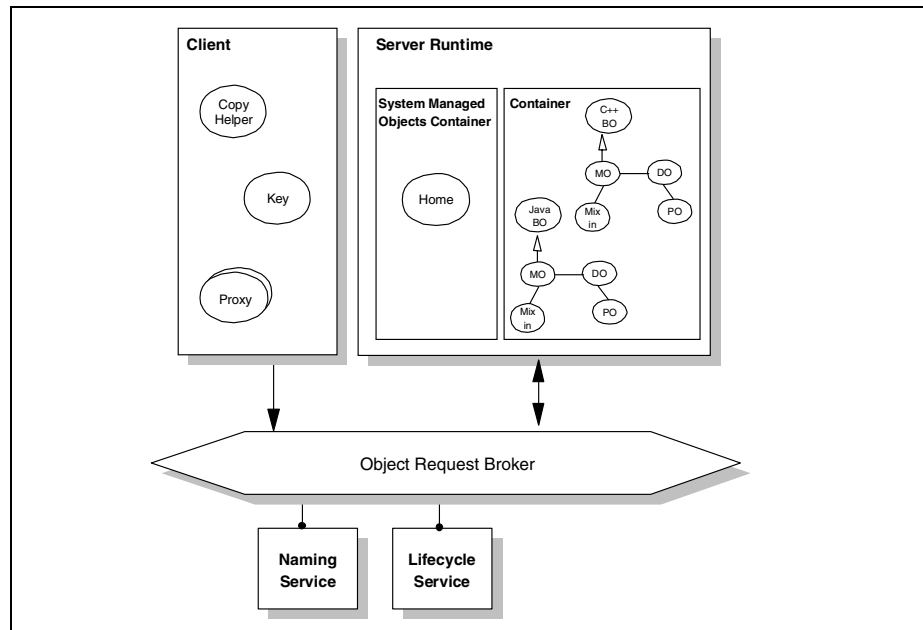 Client
Copy
Helper
Key
Proxy
Server Runtime
System Managed
Objects Container
Home
Container
C++
BO
MO
DO
Mix
in
PO
Java
BO
MO
DO
Mix
in
PO
Object Request Broker
Naming
Service
Lifecycle
Service